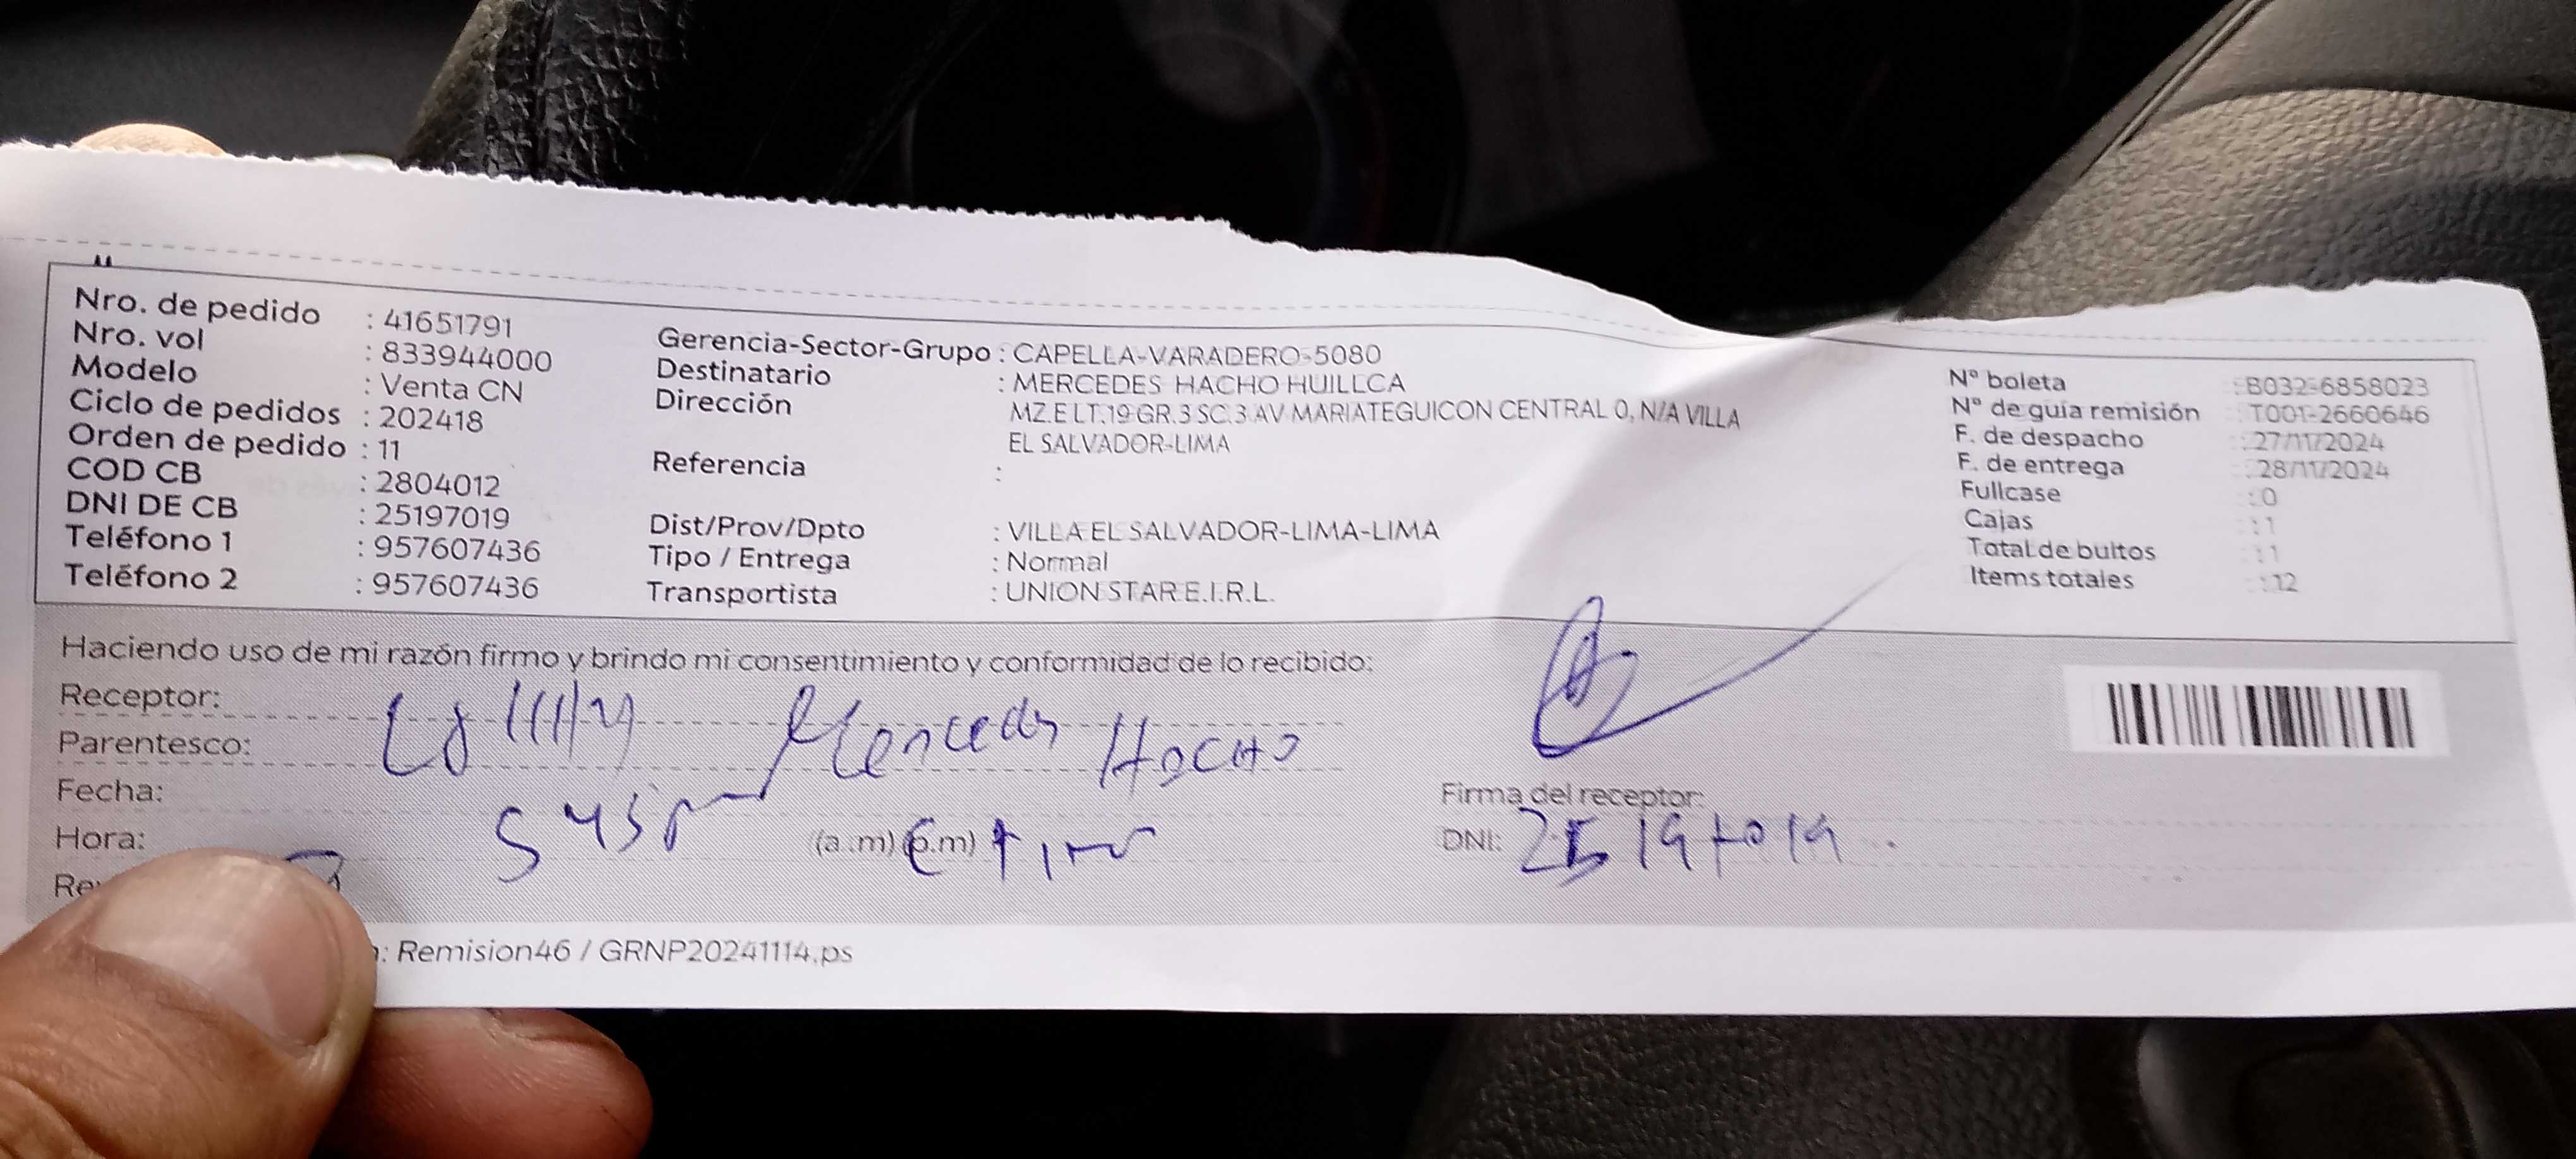 Nro. de pedido : 41651791
Nro. vol : 833944000
Modelo : Venta CN
Ciclo de pedidos : 202418
Orden de pedido : 11
COD CB : 2804012
DNI DE CB : 25197019
Teléfono 1 : 957607436
Teléfono 2 : 957607436
Gerencia-Sector-Grupo : CAPELLA-VARADERO-5080
Destinatario : MERCEDES HACHO HUILLCA
Dirección MZ.E LT.19 GR.3 SC.3 AV MARIATEGUICON CENTRAL 0, N/A VILLA
EL SALVADOR-LIMA
Referencia :
Dist/Prov/Dpto : VILLA EL SALVADOR-LIMA-LIMA
Tipo / Entrega : Normal
Transportista : UNION STAR E.I.R.L.
Nº boleta : B032-6858023
Nº de guía remisión : T001-2660646
F. de despacho : 27/11/2024
F. de entrega : 28/11/2024
Fullcase : 0
Cajas : 1
Total de bultos : 1
Items totales : 12
Haciendo uso de mi razón firmo y brindo mi consentimiento y conformidad de lo recibido:
Receptor:
Parentesco: Mercedes Hacho
Fecha:
Hora: (a.m) (p.m)
Firma del receptor:
DNI: 25197019
: Remision46 / GRNP20241114.ps